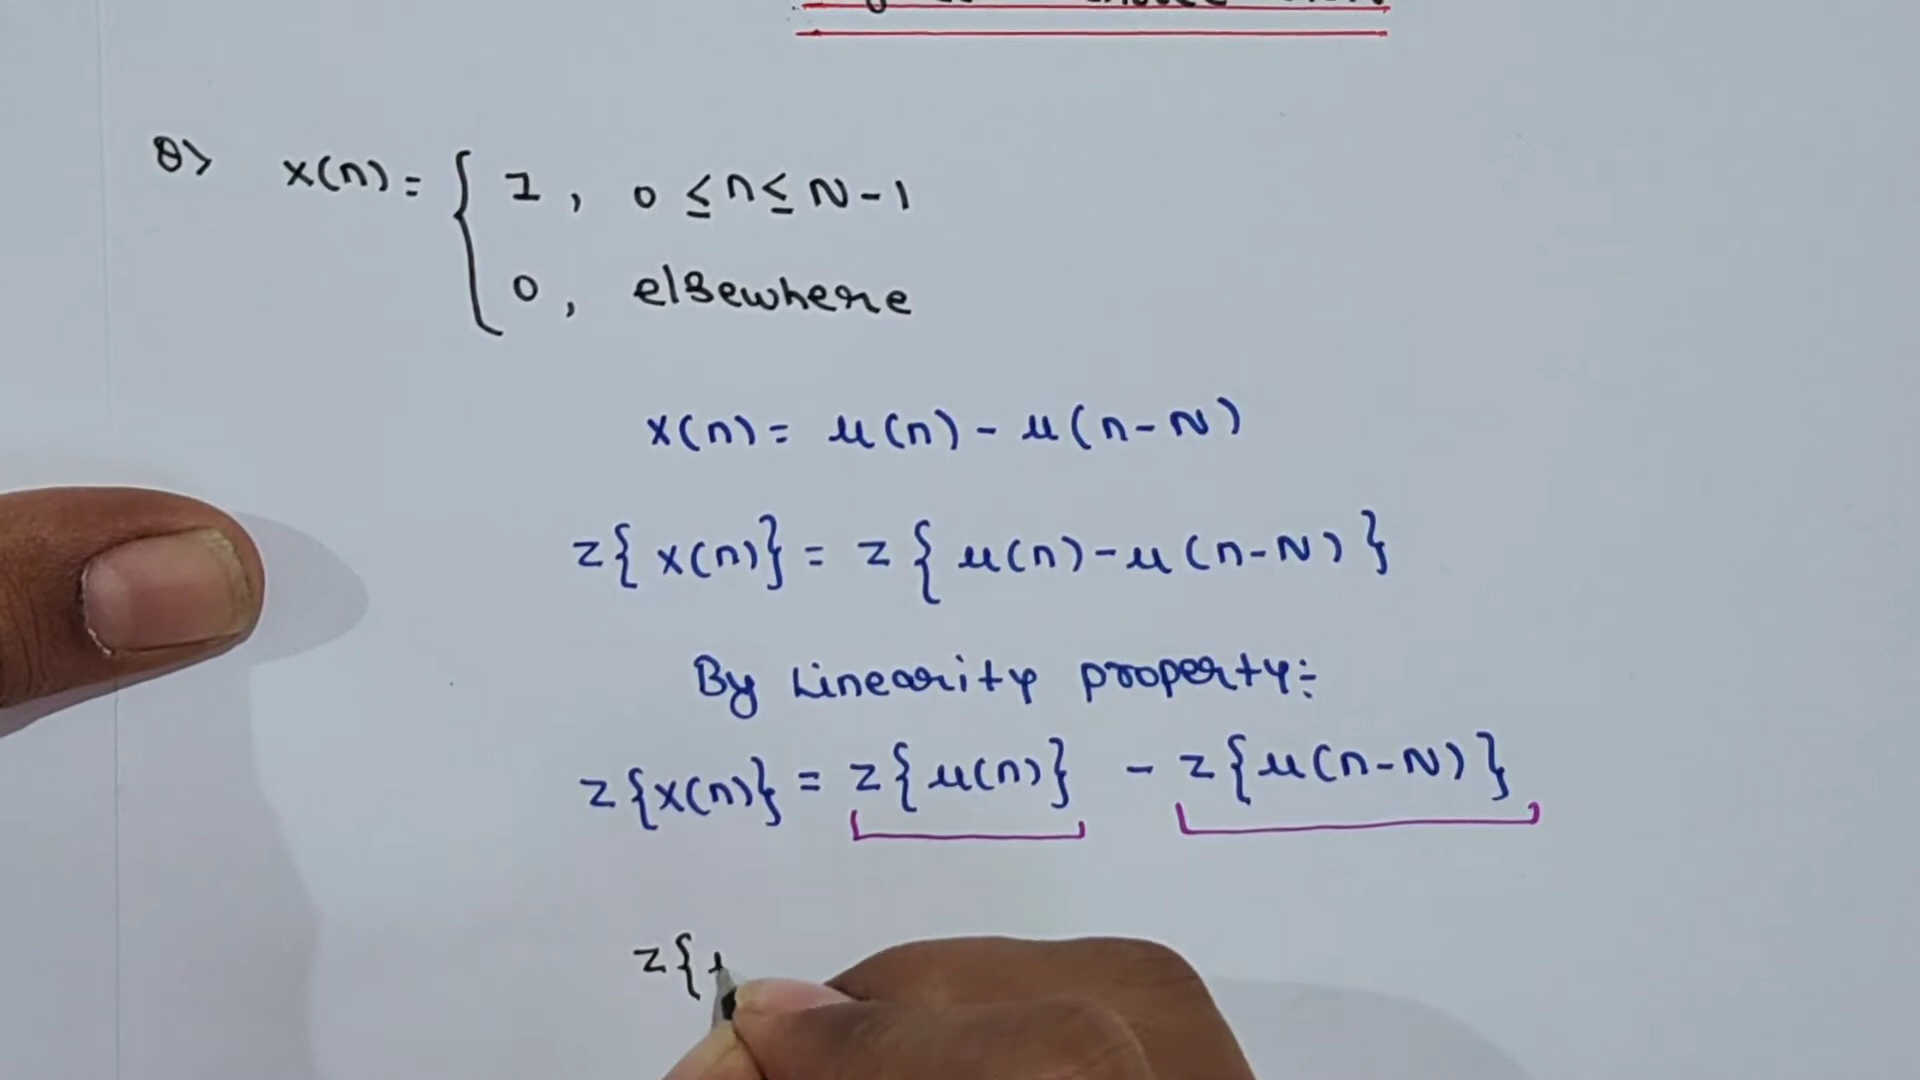 Q> x(n) = { 1, 0 ≤ n ≤ N-1
0, elsewhere
x(n) = u(n) - u(n-N)
z{x(n)} = z{u(n) - u(n-N)}
By Linearity property:
z{x(n)} = z{u(n)} - z{u(n-N)}
z{